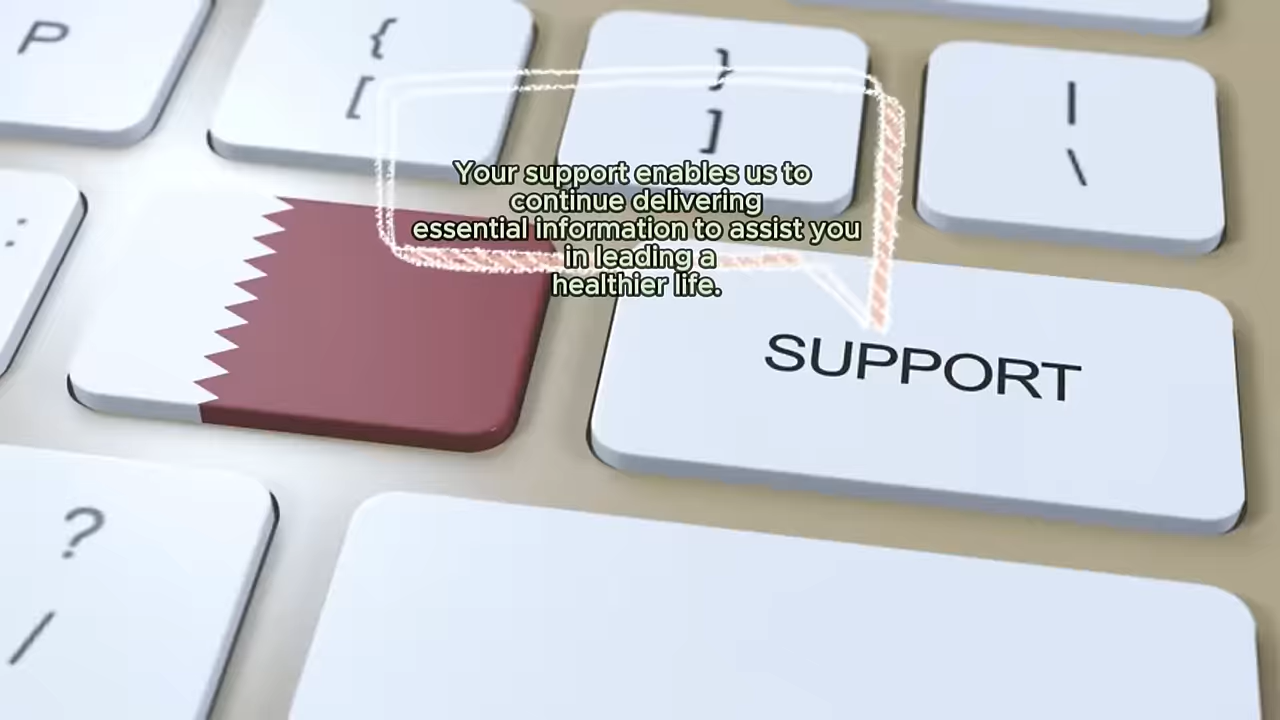 P
{
[
}
]
|
\
Your support enables us to
continue delivering
essential information to assist you
in leading a
healthier life.
:
SUPPORT
?
/